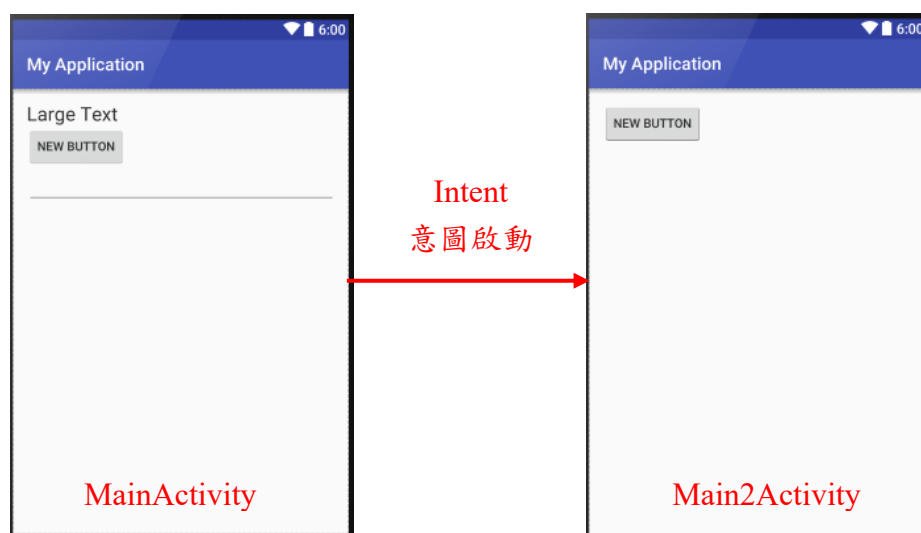 6:00
My Application
Large Text
NEW BUTTON
MainActivity
Intent
意圖啟動
6:00
My Application
NEW BUTTON
Main2Activity